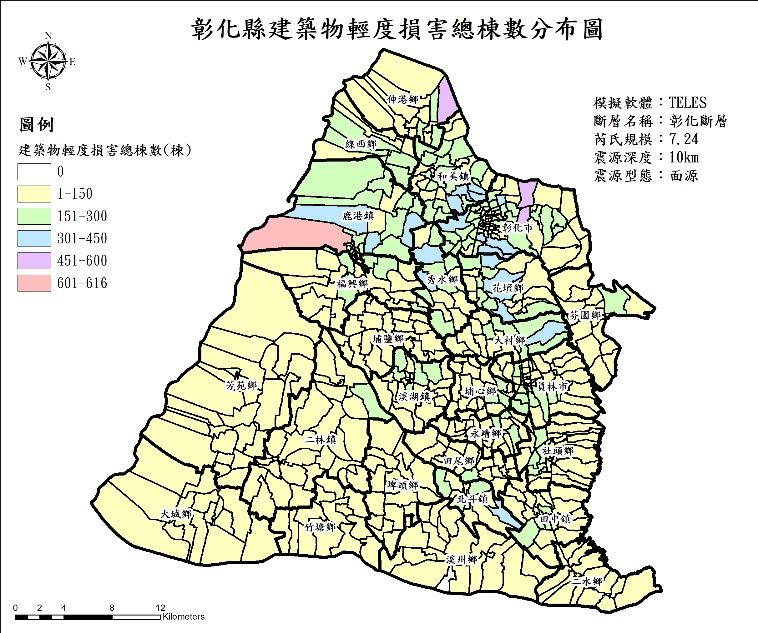 彰化縣建築物輕度損害總棟數分布圖
N
W E
S
模擬軟體：TELES
斷層名稱：彰化斷層
芮氏規模：7.24
震源深度：10km
震源型態：面源
圖例
建築物輕度損害總棟數(棟)
0
1-150
151-300
301-450
451-600
601-616
伸港鄉
線西鄉
和美鎮
鹿港鎮
彰化市
秀水鄉
福興鄉
花壇鄉
芬園鄉
埔鹽鄉
大村鄉
芳苑鄉
溪湖鎮
埔心鄉
員林市
二林鎮
永靖鄉
社頭鄉
田尾鄉
埤頭鄉
北斗鎮
大城鄉
竹塘鄉
田中鎮
溪州鄉
二水鄉
0 2 4 8 12
Kilometers